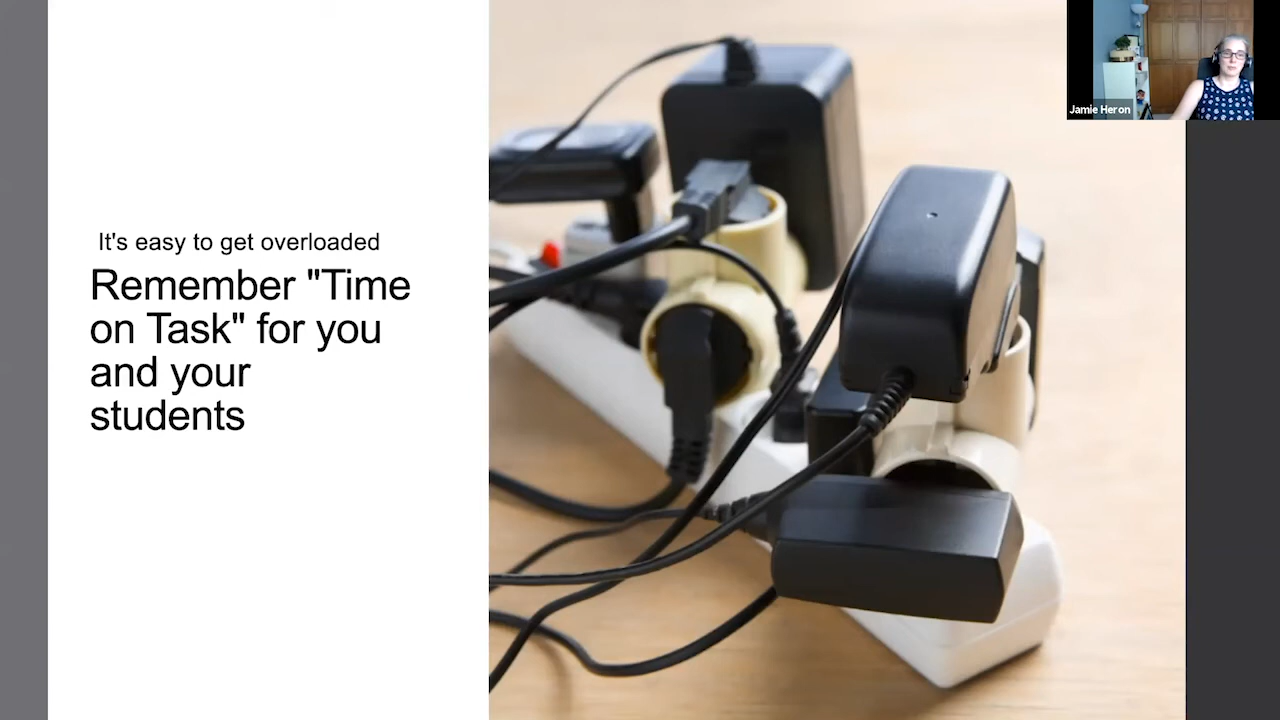 It's easy to get overloaded
Remember "Time
on Task" for you
and your
students
Jamie Heron